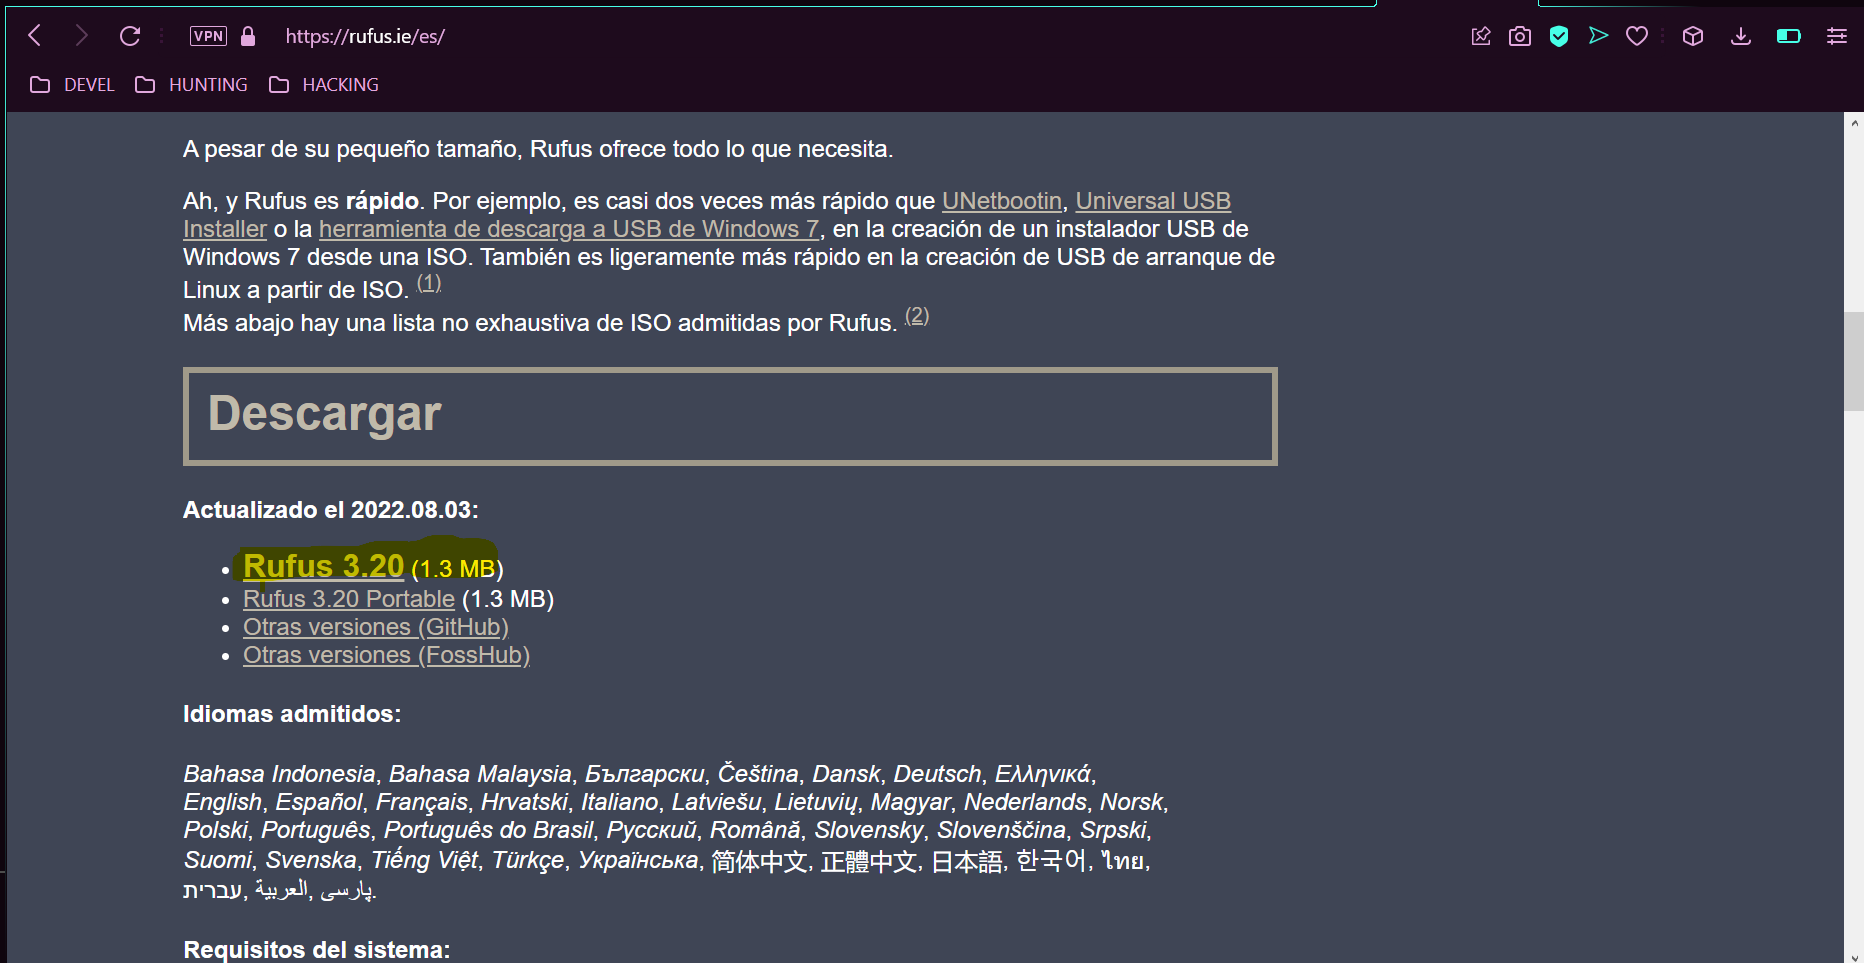 VPN https://rufus.ie/es/
DEVEL HUNTING HACKING
A pesar de su pequeño tamaño, Rufus ofrece todo lo que necesita.
Ah, y Rufus es rápido. Por ejemplo, es casi dos veces más rápido que UNetbootin, Universal USB
Installer o la herramienta de descarga a USB de Windows 7, en la creación de un instalador USB de
Windows 7 desde una ISO. También es ligeramente más rápido en la creación de USB de arranque de
Linux a partir de ISO. (1)
Más abajo hay una lista no exhaustiva de ISO admitidas por Rufus. (2)
Descargar
Actualizado el 2022.08.03:
• Rufus 3.20 (1.3 MB)
• Rufus 3.20 Portable (1.3 MB)
• Otras versiones (GitHub)
• Otras versiones (FossHub)
Idiomas admitidos:
Bahasa Indonesia, Bahasa Malaysia, Български, Čeština, Dansk, Deutsch, Ελληνικά,
English, Español, Français, Hrvatski, Italiano, Latviešu, Lietuvių, Magyar, Nederlands, Norsk,
Polski, Português, Português do Brasil, Русский, Română, Slovensky, Slovenščina, Srpski,
Suomi, Svenska, Tiếng Việt, Türkçe, Українська, 简体中文, 正體中文, 日本語, 한국어, ไทย,
עברית, العربية, پارسی.
Requisitos del sistema: